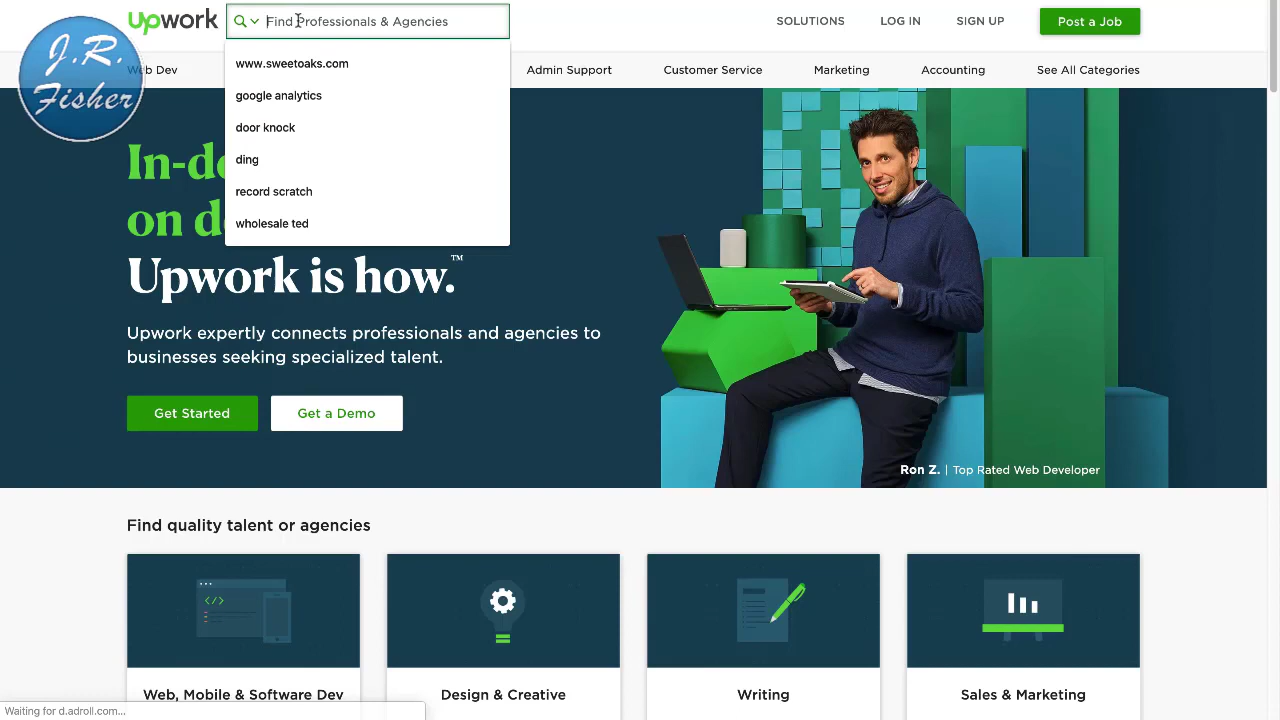 upwork
Find Professionals & Agencies
SOLUTIONS
LOG IN
SIGN UP
Post a Job
J.R.
Fisher
Web Dev
Admin Support
Customer Service
Marketing
Accounting
See All Categories
www.sweetoaks.com
google analytics
door knock
ding
record scratch
wholesale ted
In-de
on de
Upwork is how.™
Upwork expertly connects professionals and agencies to
businesses seeking specialized talent.
Get Started
Get a Demo
Ron Z. | Top Rated Web Developer
Find quality talent or agencies
</>
Web, Mobile & Software Dev
Design & Creative
Writing
Sales & Marketing
Waiting for d.adroll.com...